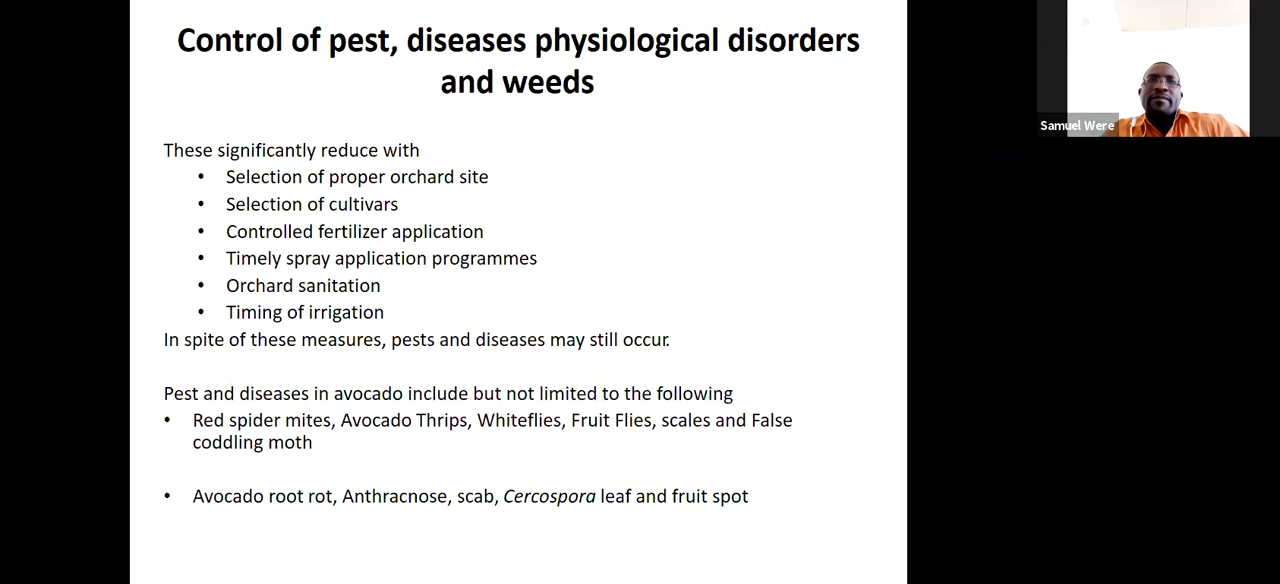 Control of pest, diseases physiological disorders
and weeds
These significantly reduce with
• Selection of proper orchard site
• Selection of cultivars
• Controlled fertilizer application
• Timely spray application programmes
• Orchard sanitation
• Timing of irrigation
In spite of these measures, pests and diseases may still occur.
Pest and diseases in avocado include but not limited to the following
• Red spider mites, Avocado Thrips, Whiteflies, Fruit Flies, scales and False
coddling moth
• Avocado root rot, Anthracnose, scab, Cercospora leaf and fruit spot
Samuel Were